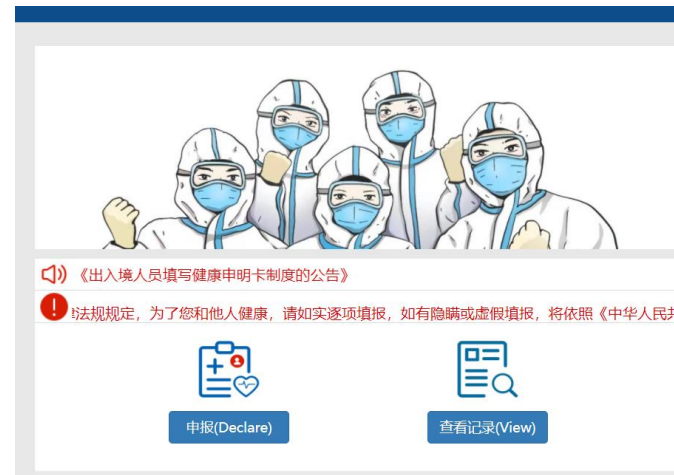 《出入境人员填写健康申明卡制度的公告》
法规规定，为了您和他人健康，请如实逐项填报，如有隐瞒或虚假填报，将依照《中华人民共
申报(Declare)
查看记录(View)